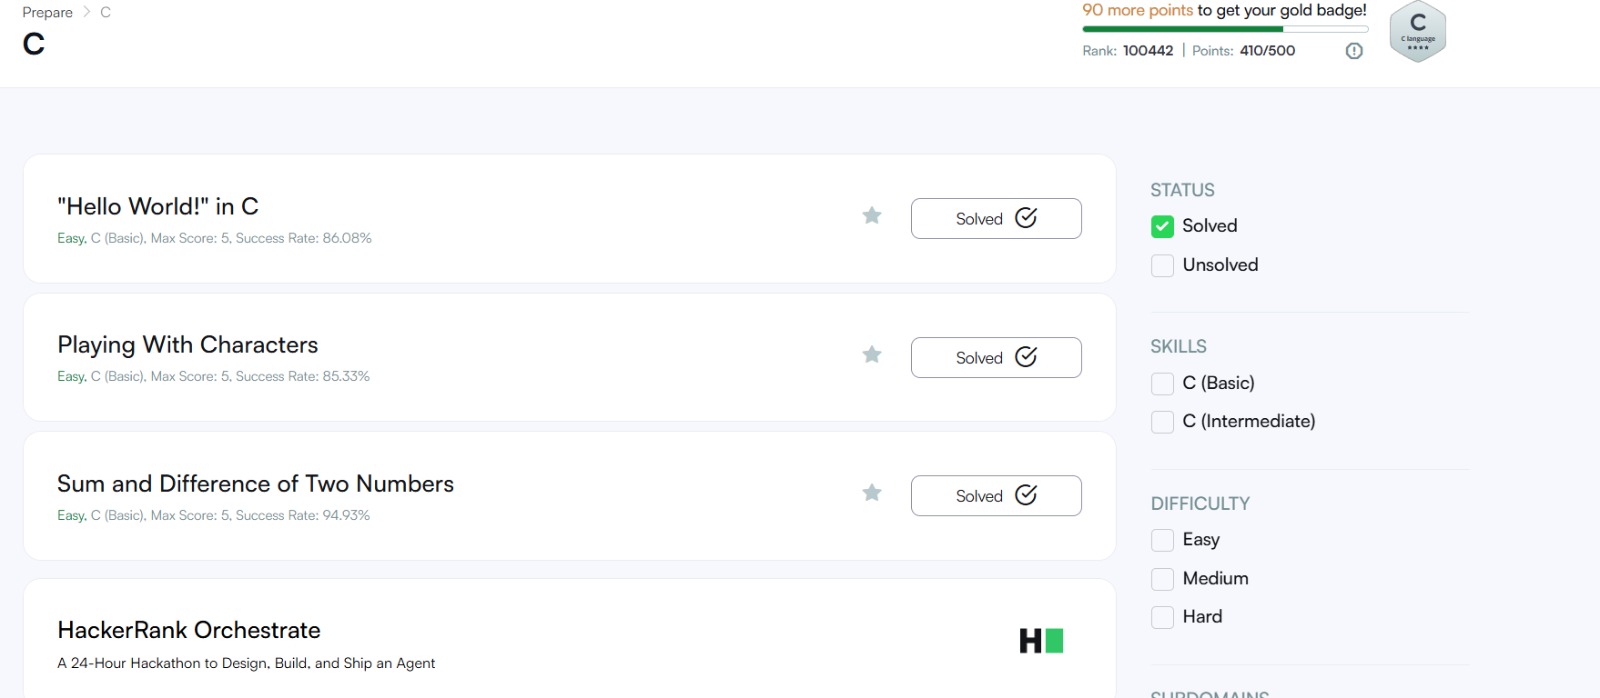 Prepare > C
C
90 more points to get your gold badge!
Rank: 100442 | Points: 410/500
C
C language
"Hello World!" in C
Easy, C (Basic), Max Score: 5, Success Rate: 86.08%
Solved
Playing With Characters
Easy, C (Basic), Max Score: 5, Success Rate: 85.33%
Solved
Sum and Difference of Two Numbers
Easy, C (Basic), Max Score: 5, Success Rate: 94.93%
Solved
HackerRank Orchestrate
A 24-Hour Hackathon to Design, Build, and Ship an Agent
H
STATUS
Solved
Unsolved
SKILLS
C (Basic)
C (Intermediate)
DIFFICULTY
Easy
Medium
Hard
SUBDOMAINS